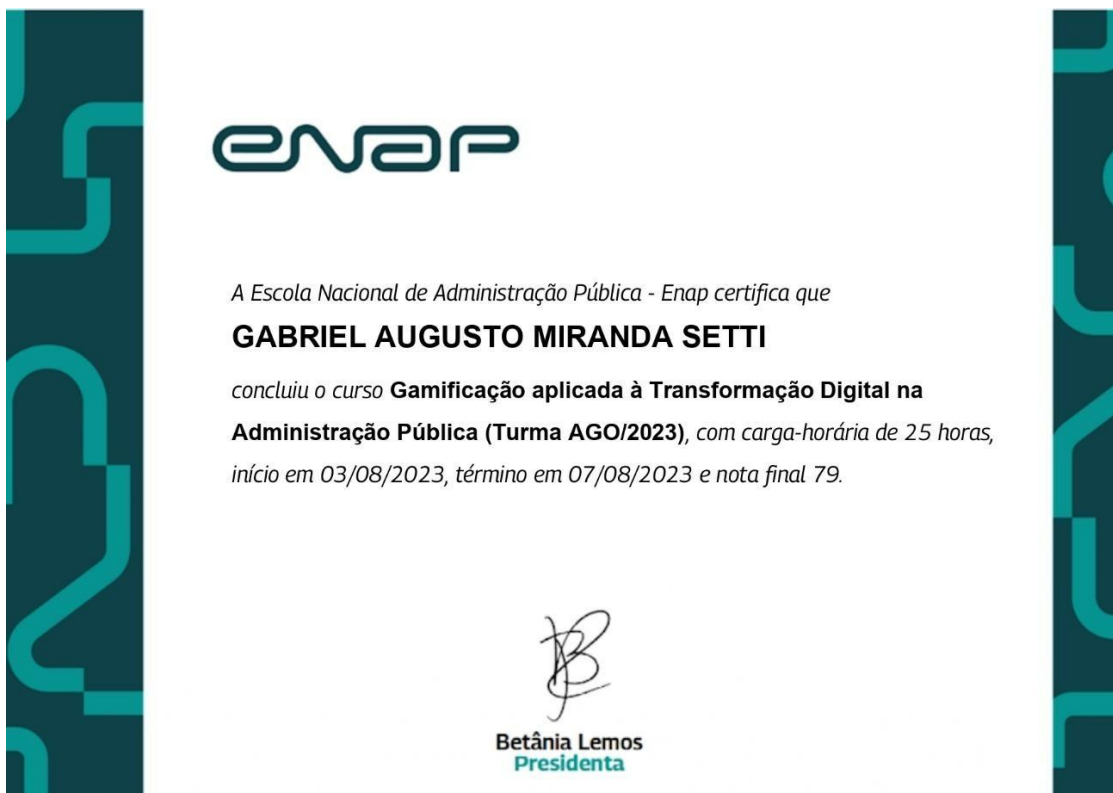 enap
A Escola Nacional de Administração Pública - Enap certifica que
GABRIEL AUGUSTO MIRANDA SETTI
concluiu o curso Gamificação aplicada à Transformação Digital na
Administração Pública (Turma AGO/2023), com carga-horária de 25 horas,
início em 03/08/2023, término em 07/08/2023 e nota final 79.
Betânia Lemos
Presidenta